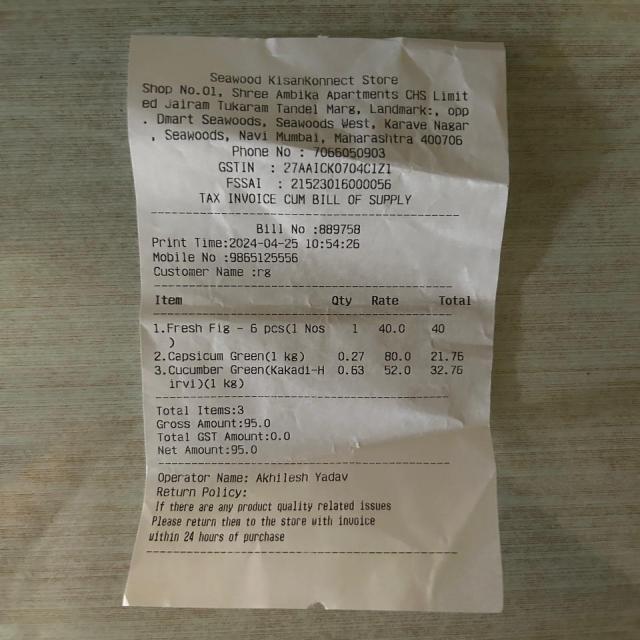 Seawood KisanKonnect Store
Shop No.01, Shree Ambika Apartments CHS Limit
ed Jairam Tukaram Tandel Marg, Landmark:, opp
. Dmart Seawoods, Seawoods West, Karave Nagar
, Seawoods, Navi Mumbai, Maharashtra 400706
Phone No : 7066050903
GSTIN : 27AAICK0704C1Z1
FSSAI : 21523016000056
TAX INVOICE CUM BILL OF SUPPLY
Bill No :889758
Print Time:2024-04-25 10:54:26
Mobile No :9865125556
Customer Name :rg
Item Qty Rate Total
1.Fresh Fig - 6 pcs(1 Nos 1 40.0 40
)
2.Capsicum Green(1 kg) 0.27 80.0 21.76
3.Cucumber Green(Kakadi-H 0.63 52.0 32.76
irvi)(1 kg)
Total Items:3
Gross Amount:95.0
Total GST Amount:0.0
Net Amount:95.0
Operator Name: Akhilesh Yadav
Return Policy:
If there are any product quality related issues
Please return them to the store with invoice
within 24 hours of purchase